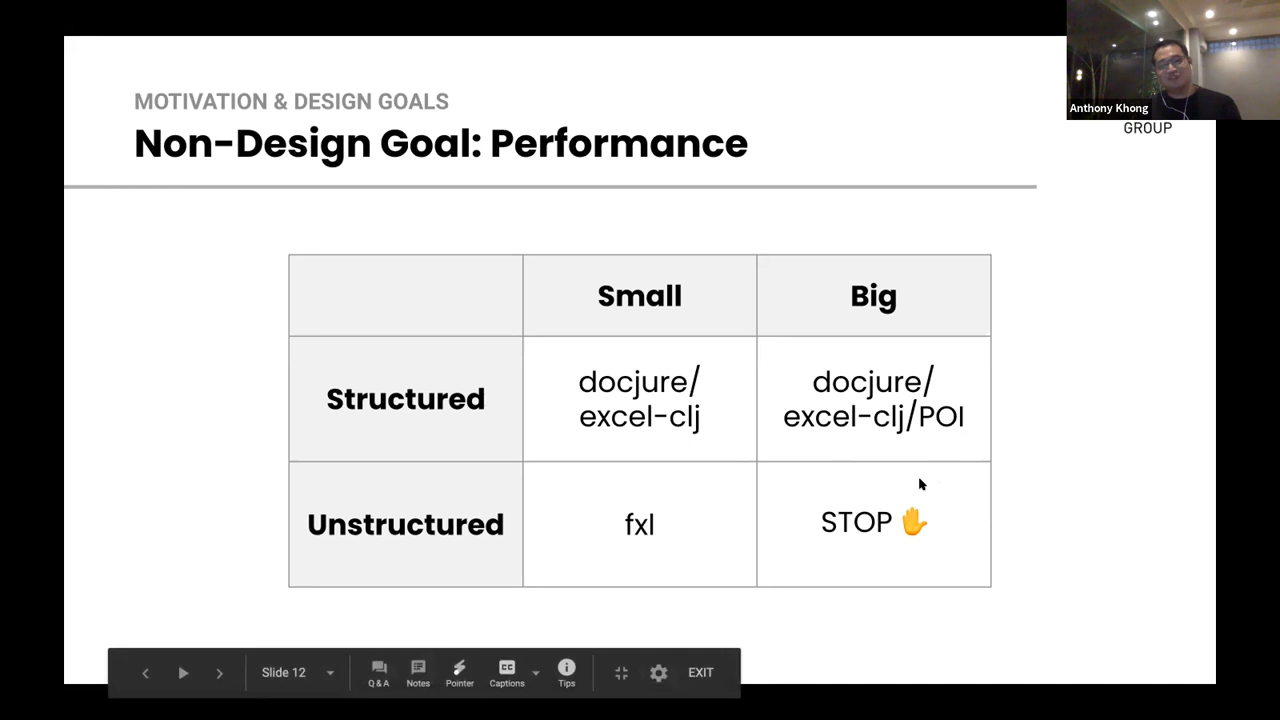 MOTIVATION & DESIGN GOALS
Non-Design Goal: Performance
Anthony Khong
GROUP
Small
Big
Structured
docjure/
excel-clj
docjure/
excel-clj/POI
Unstructured
fxl
STOP ✋
Slide 12
Q & A
Notes
Pointer
CC
Captions
Tips
EXIT